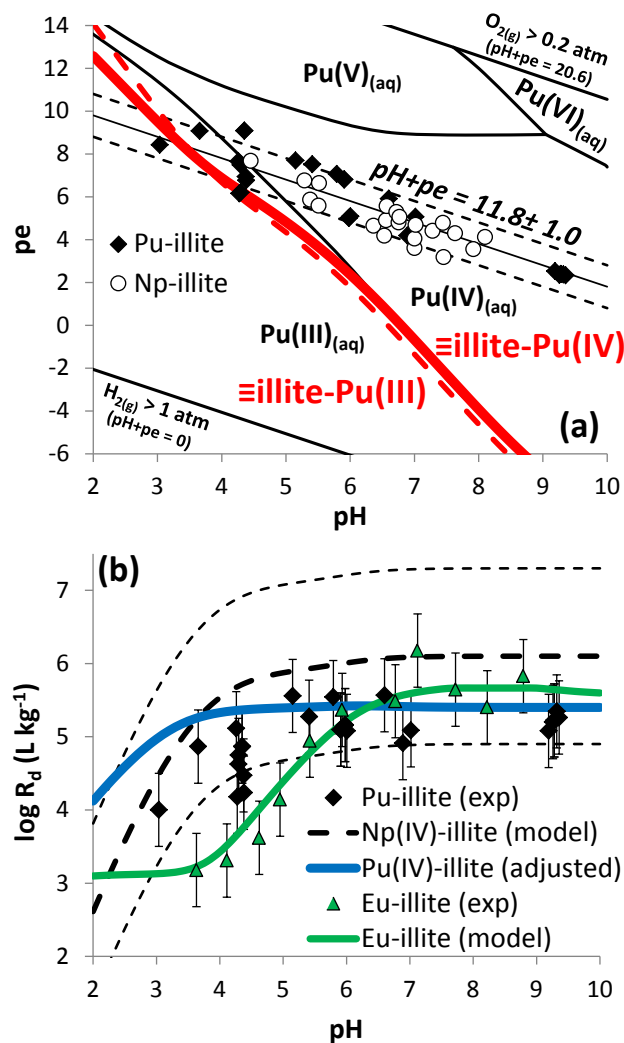 14
12
10
8
6
4
2
0
-2
-4
-6
pe
O2(g) > 0.2 atm
(pH+pe = 20.6)
Pu(V)(aq)
Pu(VI)(aq)
pH+pe = 11.8± 1.0
Pu-illite
Np-illite
Pu(IV)(aq)
Pu(III)(aq)
≡illite-Pu(IV)
≡illite-Pu(III)
H2(g) > 1 atm
(pH+pe = 0)
(a)
2 3 4 5 6 7 8 9 10
pH
(b)
7
6
5
4
3
2
log Rd (L kg-1)
Pu-illite (exp)
Np(IV)-illite (model)
Pu(IV)-illite (adjusted)
Eu-illite (exp)
Eu-illite (model)
2 3 4 5 6 7 8 9 10
pH